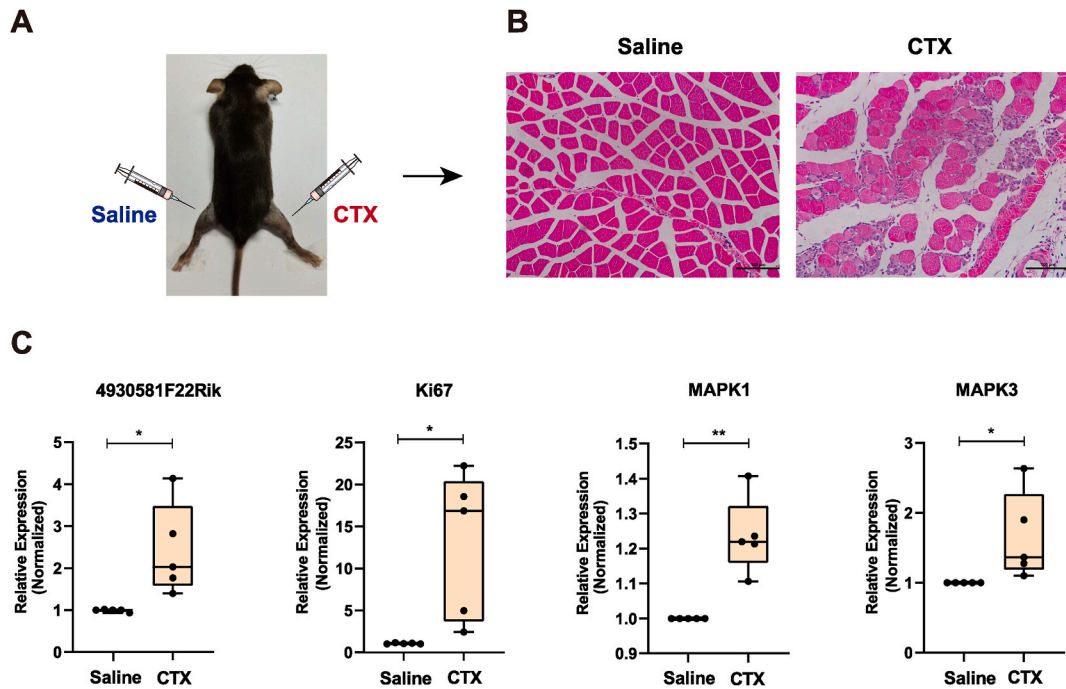 A
Saline
CTX
B
Saline
CTX
C
4930581F22Rik
Relative Expression
(Normalized)
5
4
3
2
1
0
*
Saline
CTX
Ki67
Relative Expression
(Normalized)
25
20
15
10
5
0
*
Saline
CTX
MAPK1
Relative Expression
(Normalized)
1.5
1.4
1.3
1.2
1.1
1.0
0.9
**
Saline
CTX
MAPK3
Relative Expression
(Normalized)
3
2
1
0
*
Saline
CTX